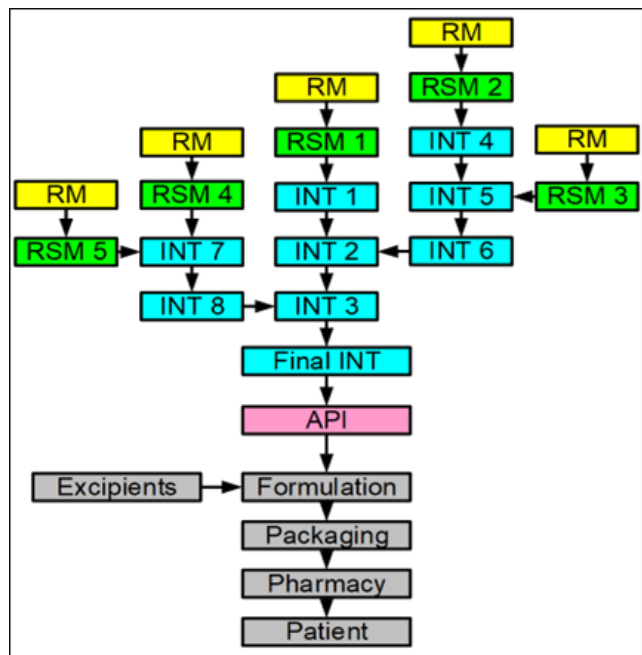 RM
RM
RSM 2
RM
RSM 1
INT 4
RM
RM
RSM 4
INT 1
INT 5
RSM 3
RSM 5
INT 7
INT 2
INT 6
INT 8
INT 3
Final INT
API
Excipients
Formulation
Packaging
Pharmacy
Patient